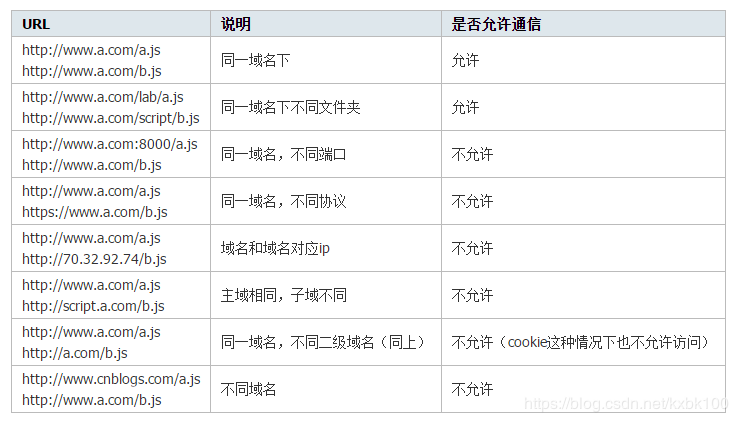 URL 说明 是否允许通信
http://www.a.com/a.js
http://www.a.com/b.js
同一域名下 允许
http://www.a.com/lab/a.js
http://www.a.com/script/b.js
同一域名下不同文件夹 允许
http://www.a.com:8000/a.js
http://www.a.com/b.js
同一域名，不同端口 不允许
http://www.a.com/a.js
https://www.a.com/b.js
同一域名，不同协议 不允许
http://www.a.com/a.js
http://70.32.92.74/b.js
域名和域名对应ip 不允许
http://www.a.com/a.js
http://script.a.com/b.js
主域相同，子域不同 不允许
http://www.a.com/a.js
http://a.com/b.js
同一域名，不同二级域名（同上） 不允许（cookie这种情况下也不允许访问）
http://www.cnblogs.com/a.js
http://www.a.com/b.js
不同域名 不允许
https://blog.csdn.net/kxbk100